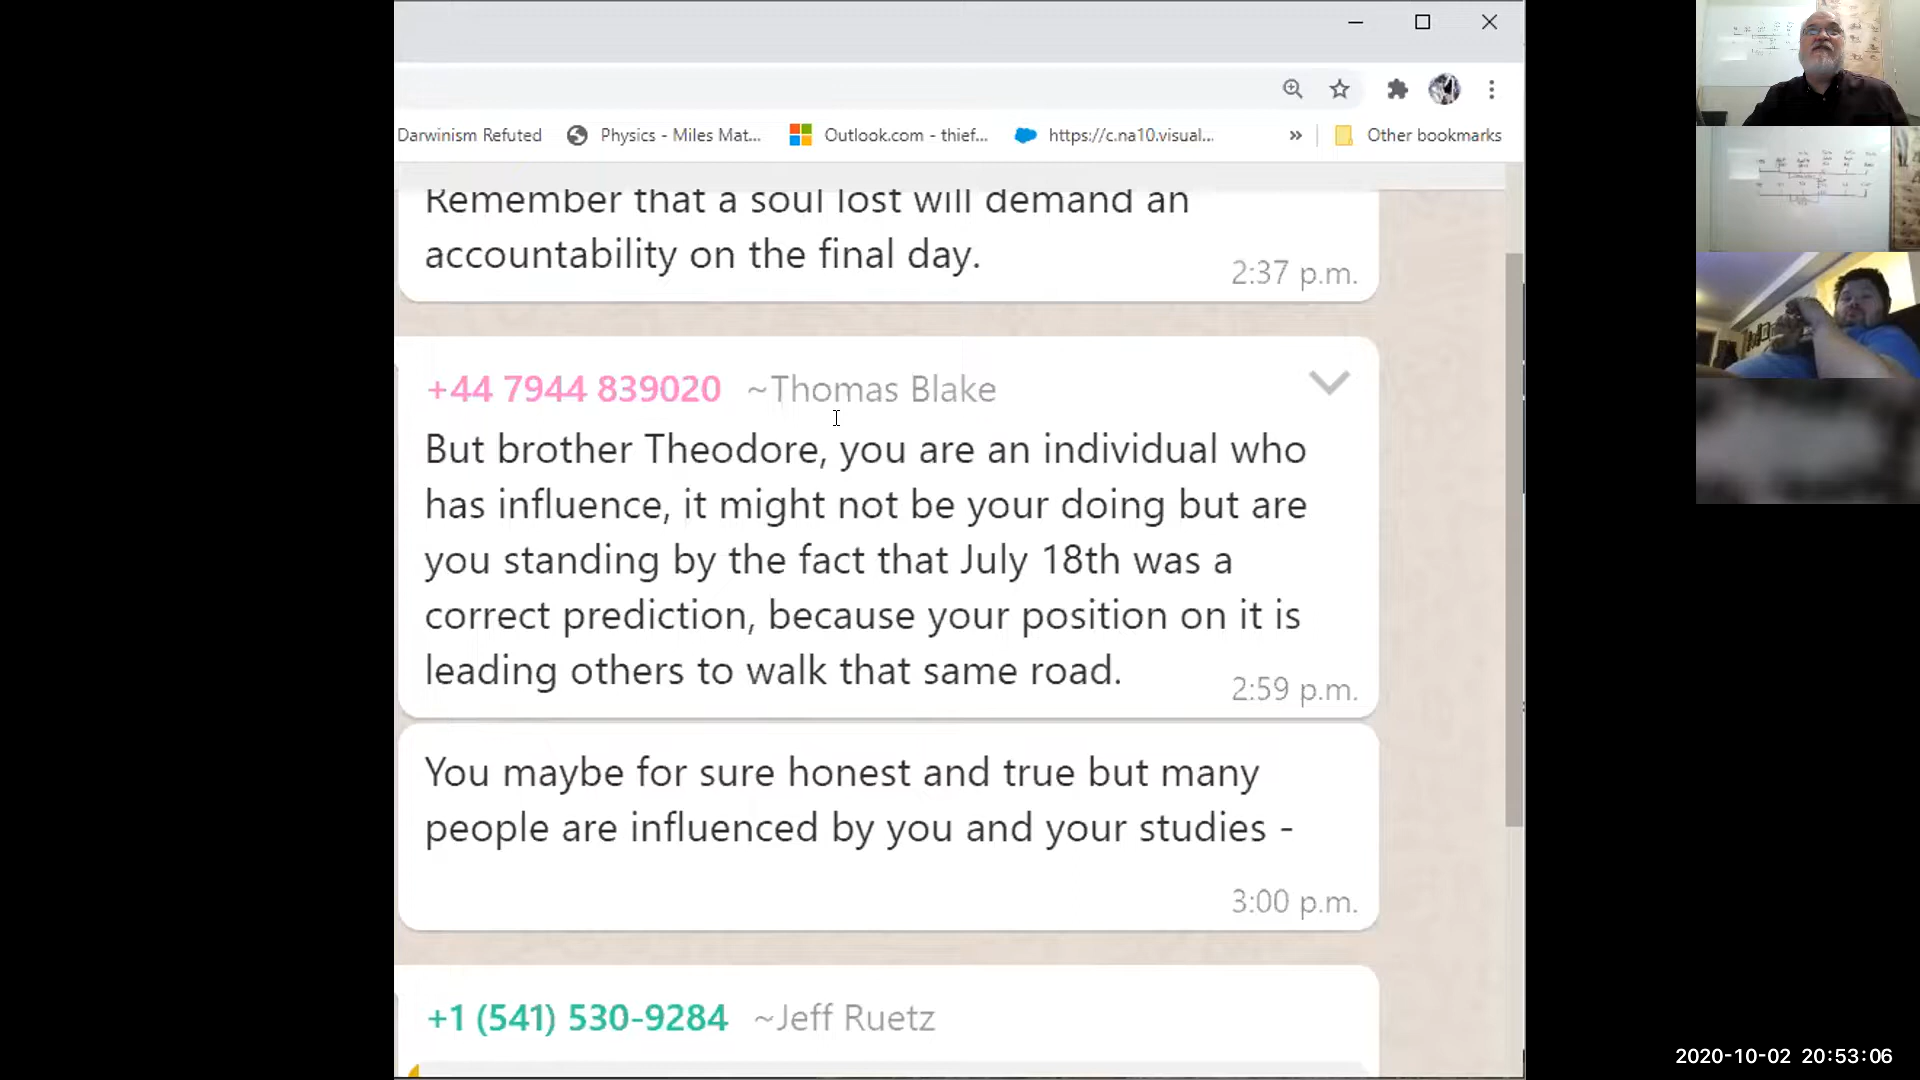 Darwinism Refuted Physics - Miles Mat... Outlook.com - thief... https://c.na10.visual... » Other bookmarks
Remember that a soul lost will demand an
accountability on the final day.
2:37 p.m.
+44 7944 839020 ~Thomas Blake
But brother Theodore, you are an individual who
has influence, it might not be your doing but are
you standing by the fact that July 18th was a
correct prediction, because your position on it is
leading others to walk that same road.
2:59 p.m.
You maybe for sure honest and true but many
people are influenced by you and your studies -
3:00 p.m.
+1 (541) 530-9284 ~Jeff Ruetz
2020-10-02 20:53:06